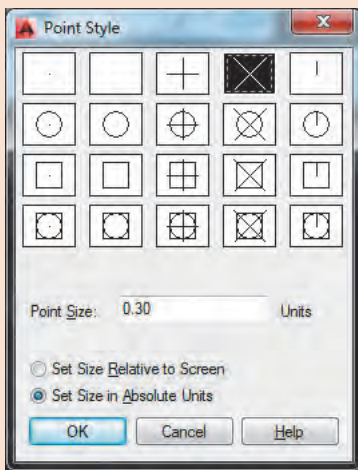 Point Style
Point Size: 0.30 Units
Set Size Relative to Screen
Set Size in Absolute Units
OK Cancel Help